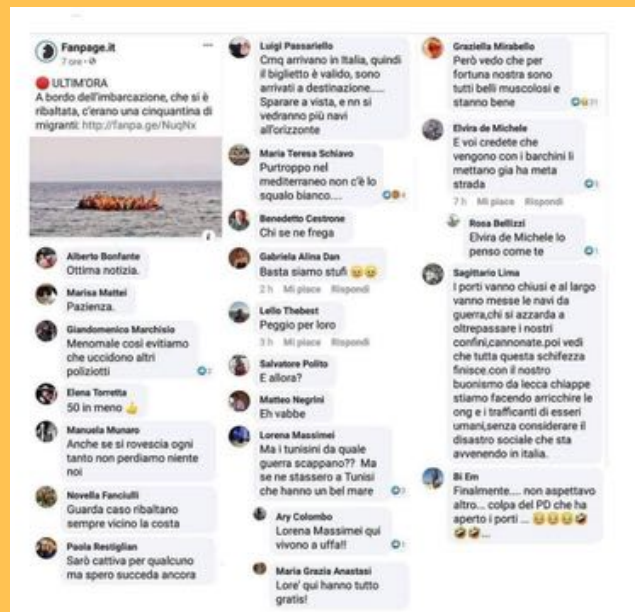 Fanpage.it
7 ore
ULTIM'ORA
A bordo dell'imbarcazione, che si è
ribaltata, c'erano una cinquantina di
migranti: http://fanpa.ge/NuqNx
Alberto Bonfante
Ottima notizia.
Marisa Mattei
Pazienza.
Giandomenico Marchisio
Menomale così evitiamo
che uccidono altri
poliziotti
2
Elena Torretta
50 in meno 👍
Manuela Munaro
Anche se si rovescia ogni
tanto non perdiamo niente
noi
Novella Fanciulli
Guarda caso ribaltano
sempre vicino la costa
Paola Restiglian
Sarò cattiva per qualcuno
ma spero succeda ancora
Luigi Passariello
Cmq arrivano in Italia, quindi
il biglietto è valido, sono
arrivati a destinazione.....
Sparare a vista, e nn si
vedranno più navi
all'orizzonte
Maria Teresa Schiavo
Purtroppo nel
mediterraneo non c'è lo
squalo bianco....
4
Benedetto Cestrone
Chi se ne frega
Gabriela Alina Dan
Basta siamo stufi
2 h Mi piace Rispondi
Lello Thebest
Peggio per loro
3 h Mi piace Rispondi
Salvatore Polito
E allora?
Matteo Negrini
Eh vabbe
Lorena Massimei
Ma i tunisini da quale
guerra scappano?? Ma
se ne stassero a Tunisi
che hanno un bel mare
3
Ary Colombo
Lorena Massimei qui
vivono a uffa!!
1
Maria Grazia Anastasi
Lore' qui hanno tutto
gratis!
Graziella Mirabello
Però vedo che per
fortuna nostra sono
tutti belli muscolosi e
stanno bene
31
Elvira de Michele
E voi credete che
vengono con i barchini li
mettano gia ha meta
strada
5
7 h Mi piace Rispondi
Rosa Bellizzi
Elvira de Michele lo
penso come te
1
Sagittario Lima
I porti vanno chiusi e al largo
vanno messe le navi da
guerra,chi si azzarda a
oltrepassare i nostri
confini,cannonate.poi vedi
che tutta questa schifezza
finisce.con il nostro
buonismo da lecca chiappe
stiamo facendo arricchire le
ong e i trafficanti di esseri
umani,senza considerare il
disastro sociale che sta
avvenendo in italia.
Bi Em
Finalmente.... non aspettavo
altro... colpa del PD che ha
aperto i porti ...
...